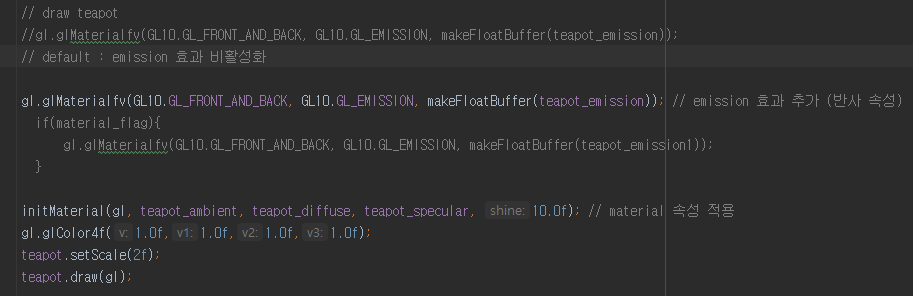 // draw teapot
//gl.glMaterialfv(GL10.GL_FRONT_AND_BACK, GL10.GL_EMISSION, makeFloatBuffer(teapot_emission));
// default : emission 효과 비활성화
gl.glMaterialfv(GL10.GL_FRONT_AND_BACK, GL10.GL_EMISSION, makeFloatBuffer(teapot_emission)); // emission 효과 추가 (반사 속성)
if(material_flag){
gl.glMaterialfv(GL10.GL_FRONT_AND_BACK, GL10.GL_EMISSION, makeFloatBuffer(teapot_emission1));
}
initMaterial(gl, teapot_ambient, teapot_diffuse, teapot_specular, shine: 10.0f); // material 속성 적용
gl.glColor4f( v: 1.0f, v1: 1.0f, v2: 1.0f, v3: 1.0f);
teapot.setScale(2f);
teapot.draw(gl);